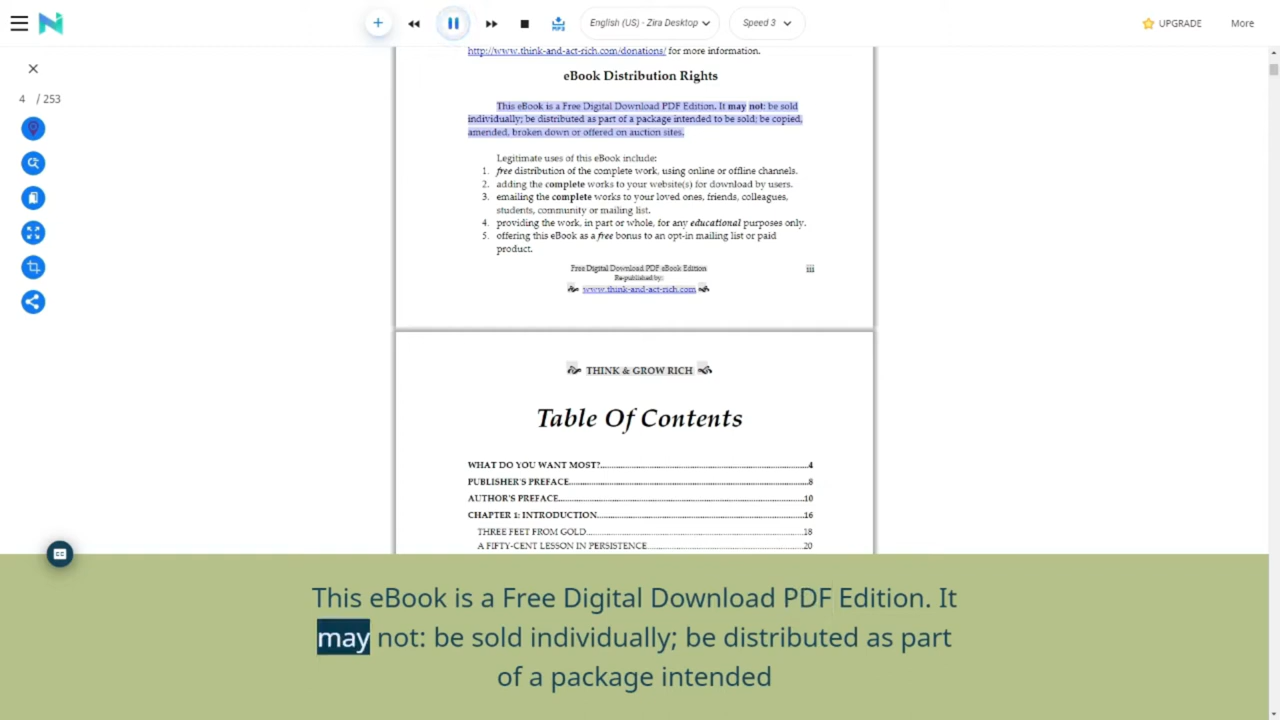 MP3
English (US) - Zira Desktop
Speed 3
UPGRADE
More
4 / 253
http://www.think-and-act-rich.com/donations/ for more information.
eBook Distribution Rights
This eBook is a Free Digital Download PDF Edition. It may not: be sold
individually; be distributed as part of a package intended to be sold; be copied,
amended, broken down or offered on auction sites.
Legitimate uses of this eBook include:
1. free distribution of the complete work, using online or offline channels.
2. adding the complete works to your website(s) for download by users.
3. emailing the complete works to your loved ones, friends, colleagues,
students, community or mailing list.
4. providing the work, in part or whole, for any educational purposes only.
5. offering this eBook as a free bonus to an opt-in mailing list or paid
product.
Free Digital Download PDF eBook Edition
iii
Re-published by:
www.think-and-act-rich.com
THINK & GROW RICH
Table Of Contents
WHAT DO YOU WANT MOST?....4
PUBLISHER'S PREFACE....8
AUTHOR'S PREFACE....10
CHAPTER 1: INTRODUCTION....16
THREE FEET FROM GOLD....18
A FIFTY-CENT LESSON IN PERSISTENCE....20
CC
This eBook is a Free Digital Download PDF Edition. It
may not: be sold individually; be distributed as part
of a package intended